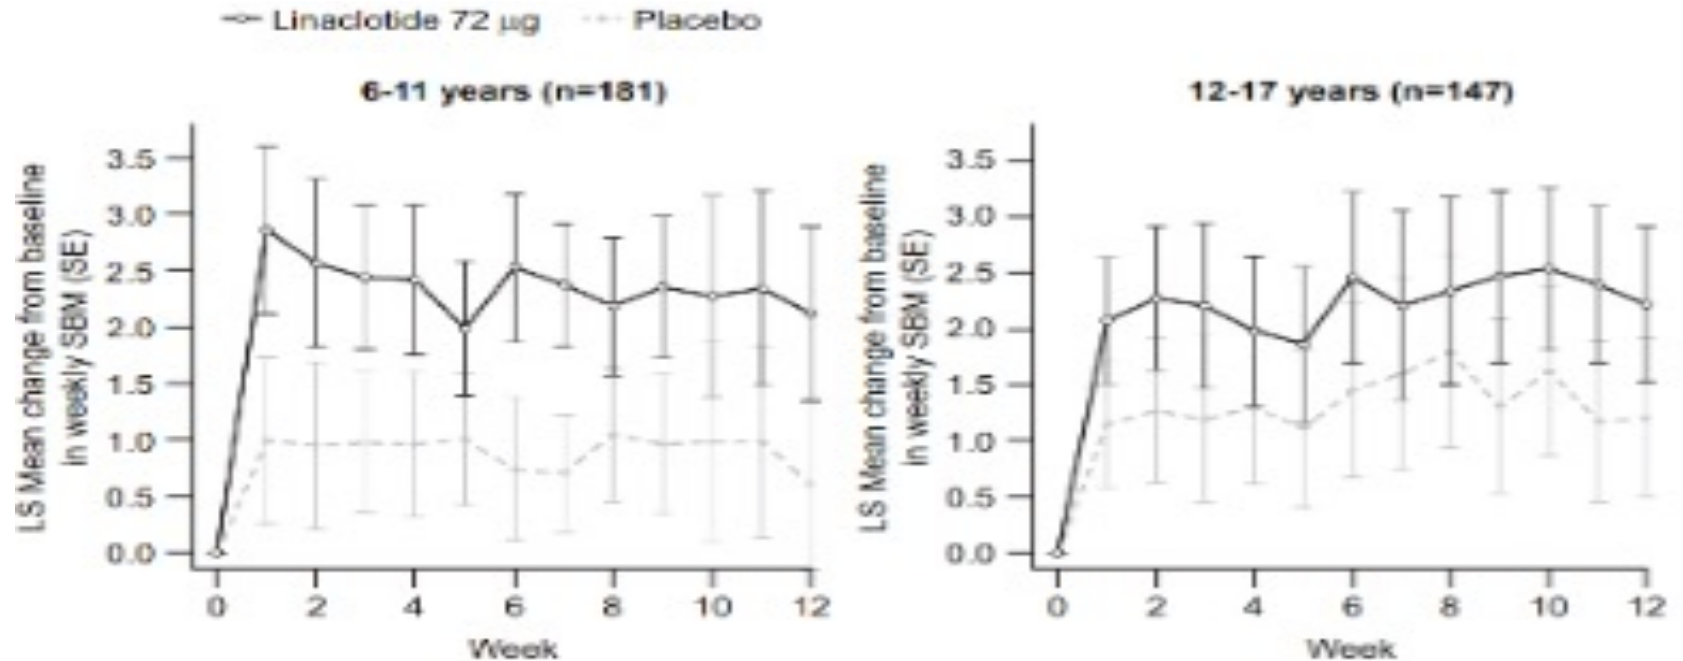 Linaclotide 72 µg Placebo
6-11 years (n=181)
LS Mean change from baseline
in weekly SBM (SE)
3.5
3.0
2.5
2.0
1.5
1.0
0.5
0.0
0 2 4 6 8 10 12
Week
12-17 years (n=147)
LS Mean change from baseline
in weekly SBM (SE)
3.5
3.0
2.5
2.0
1.5
1.0
0.5
0.0
0 2 4 6 8 10 12
Week